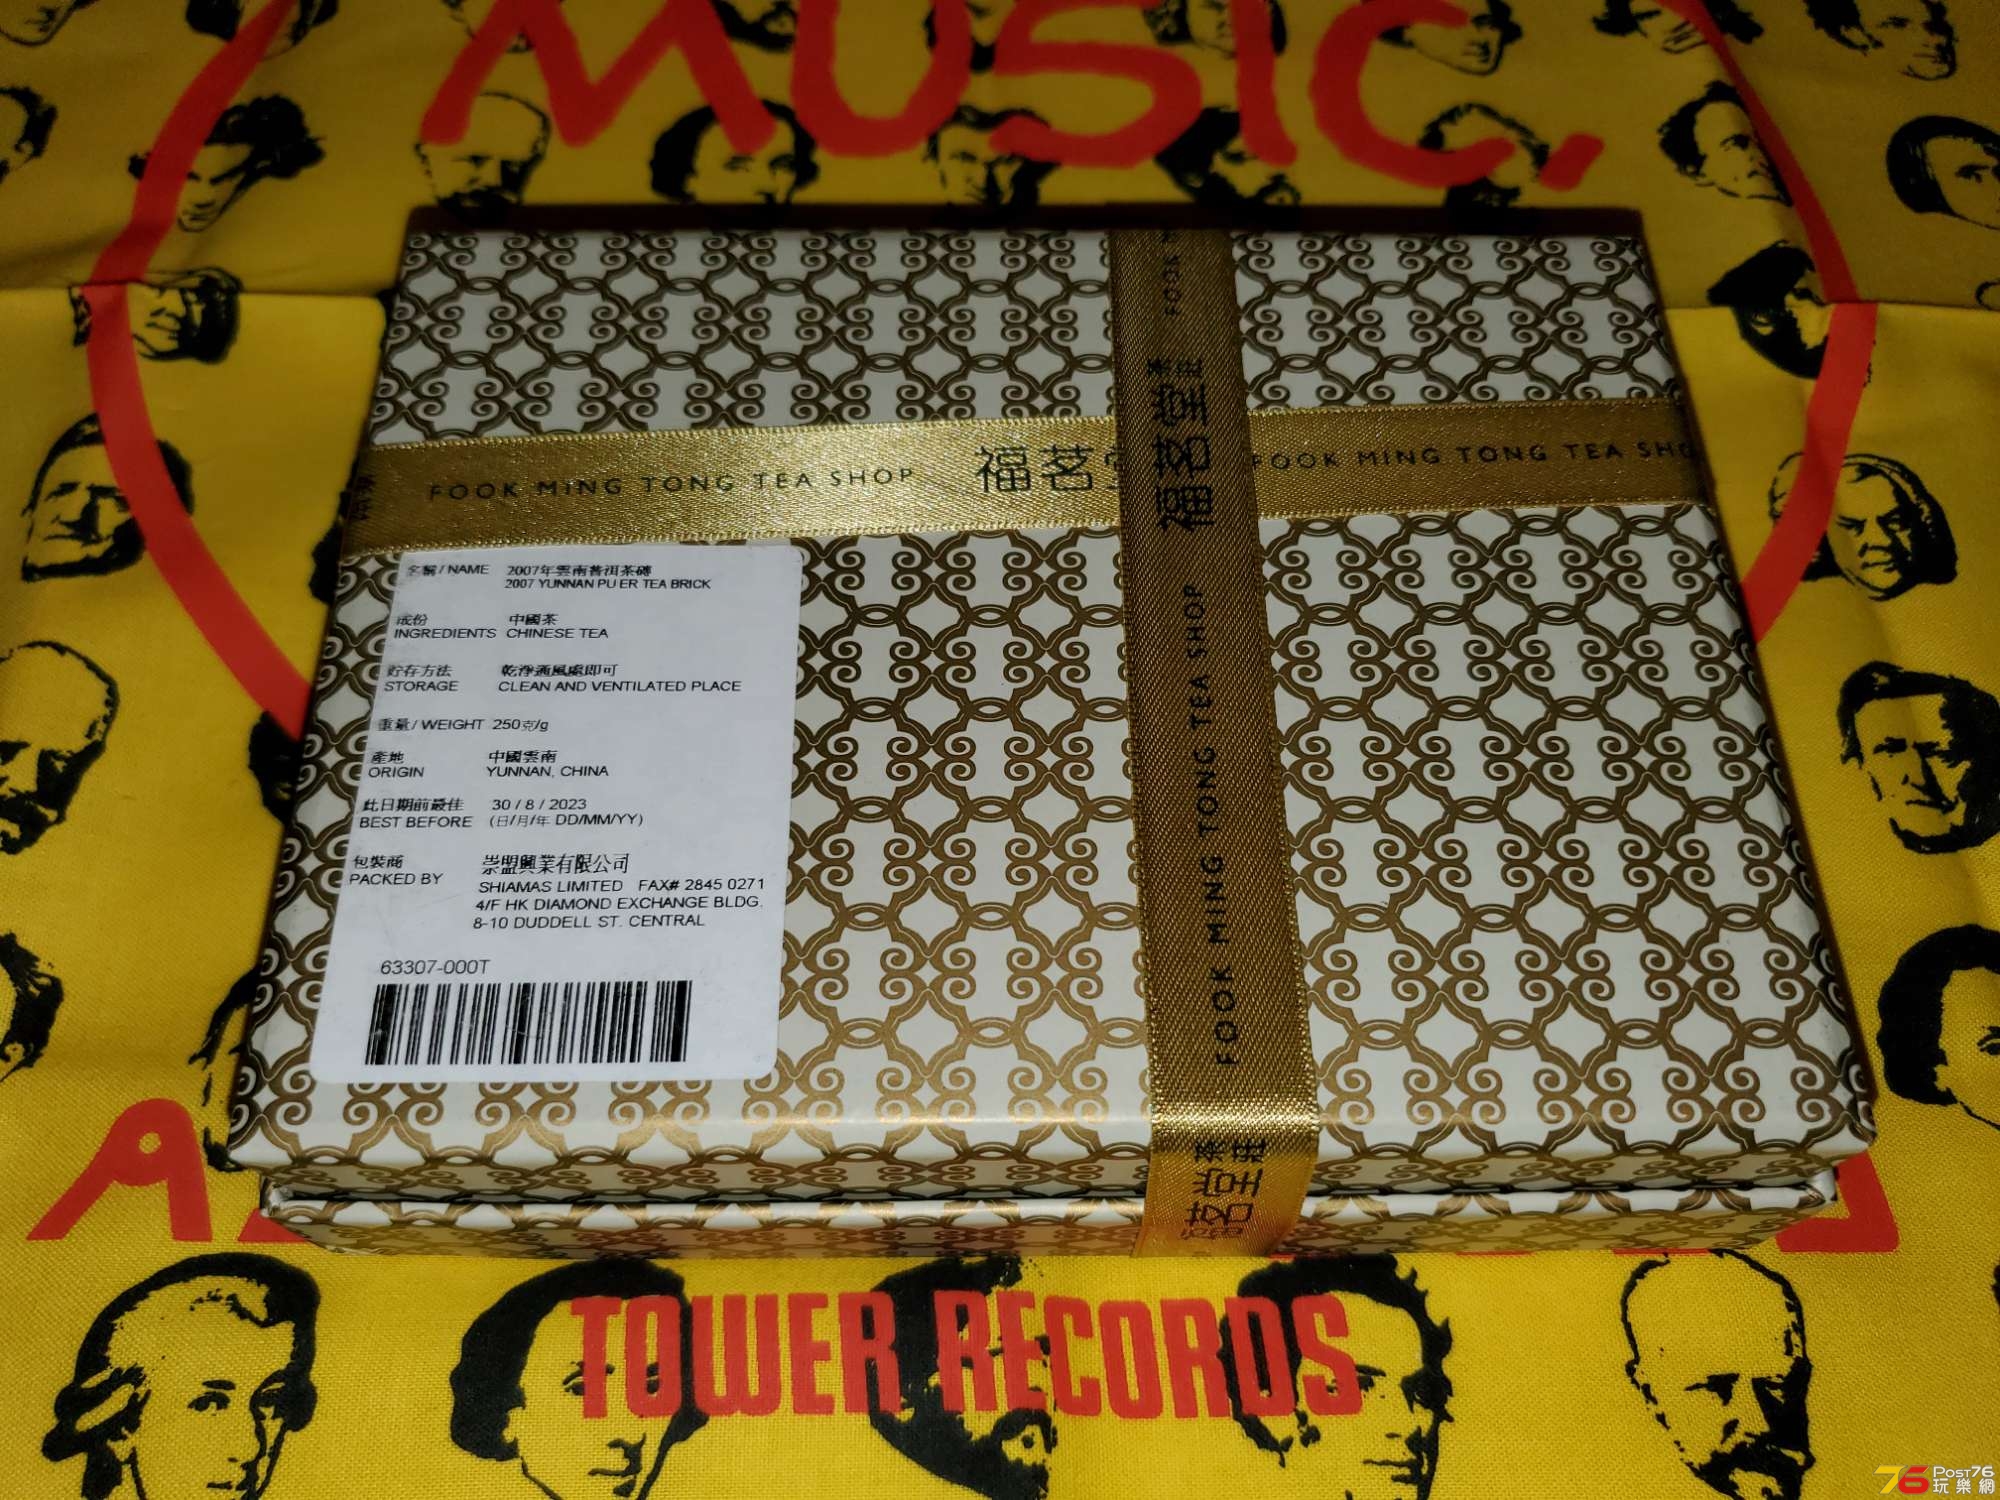 MUSIC.
FOOK MING TONG TEA SHOP 福茗堂 FOOK MING TONG TEA SHO
福茗堂 茶莊
FOOK MING TONG TEA SHOP
名稱 / NAME 2007年雲南普洱茶磚
2007 YUNNAN PU ER TEA BRICK
成份 中國茶
INGREDIENTS CHINESE TEA
貯存方法 乾淨通風處即可
STORAGE CLEAN AND VENTILATED PLACE
重量 / WEIGHT 250克/g
產地 中國雲南
ORIGIN YUNNAN, CHINA
此日期前最佳 30 / 8 / 2023
BEST BEFORE (日/月/年 DD/MM/YY)
包裝商 崇盟興業有限公司
PACKED BY SHIAMAS LIMITED FAX# 2845 0271
4/F HK DIAMOND EXCHANGE BLDG.
8-10 DUDDELL ST. CENTRAL
63307-000T
福茗堂 茶莊
TOWER RECORDS
76 Post76
玩樂網